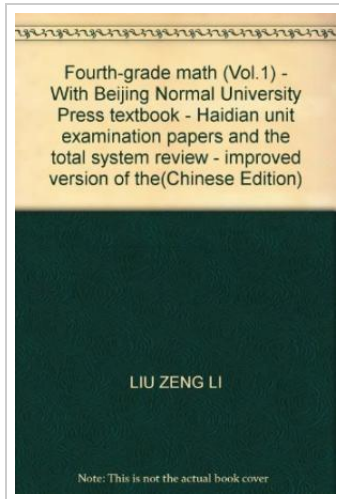 Fourth-grade math (Vol.1) -
With Beijing Normal University
Press textbook - Haidian unit
examination papers and the
total system review - improved
version of the(Chinese Edition)
LIU ZENG LI
Note: This is not the actual book cover